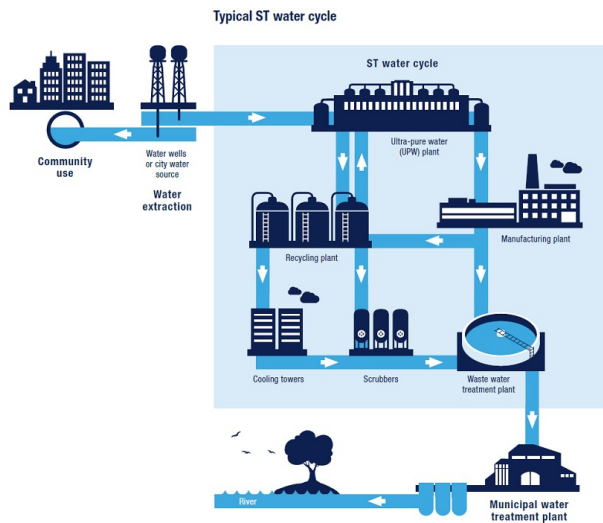 Typical ST water cycle
ST water cycle
Ultra-pure water
(UPW) plant
Community
use
Water wells
or city water
source
Water
extraction
Manufacturing plant
Recycling plant
Cooling towers
Scrubbers
Waste water
treatment plant
River
Municipal water
treatment plant